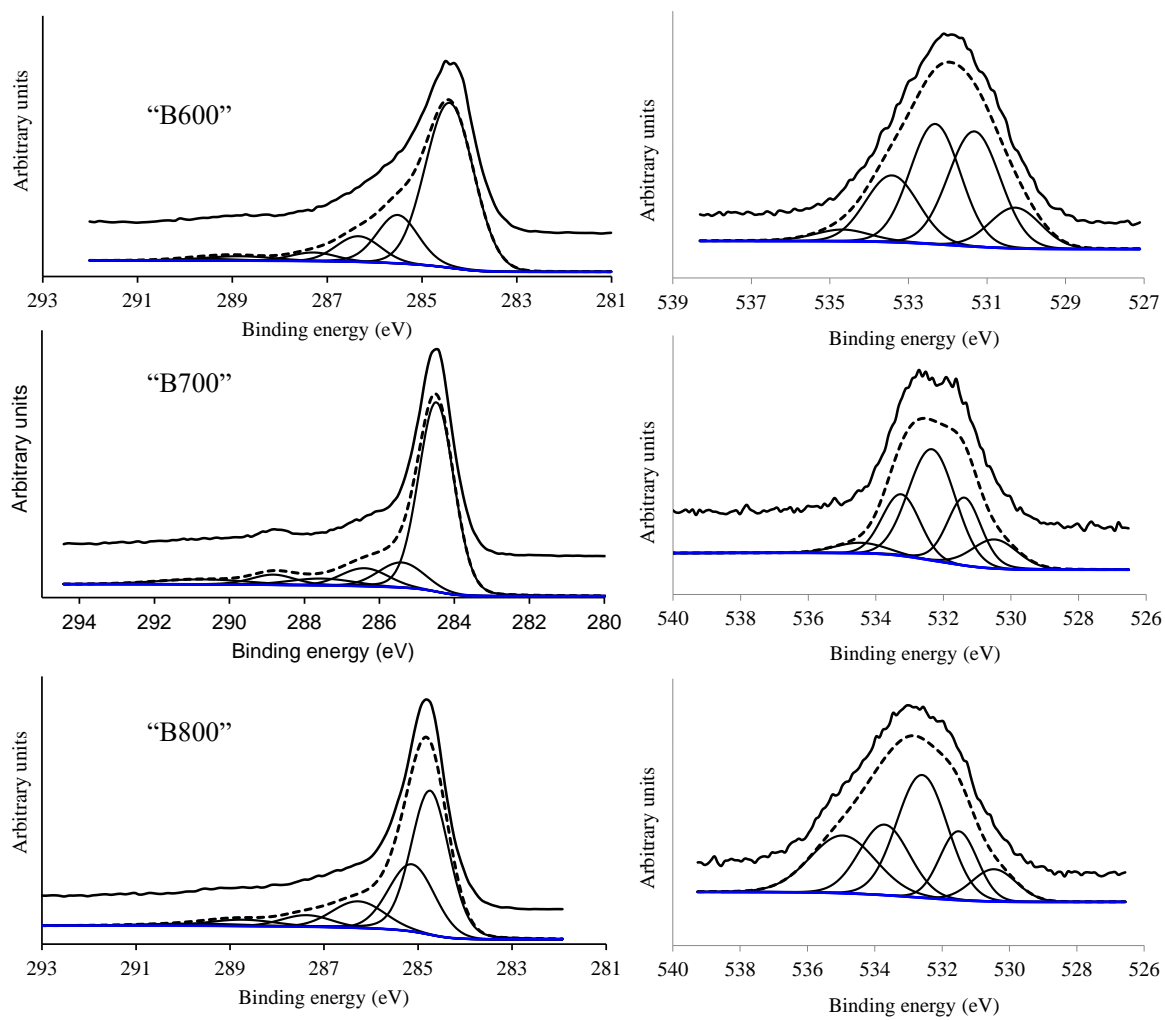 Arbitrary units
“B600”
293 291 289 287 285 283 281
Binding energy (eV)
Arbitrary units
539 537 535 533 531 529 527
Binding energy (eV)
Arbitrary units
“B700”
294 292 290 288 286 284 282 280
Binding energy (eV)
Arbitrary units
540 538 536 534 532 530 528 526
Binding energy (eV)
Arbitrary units
“B800”
293 291 289 287 285 283 281
Binding energy (eV)
Arbitrary units
540 538 536 534 532 530 528 526
Binding energy (eV)